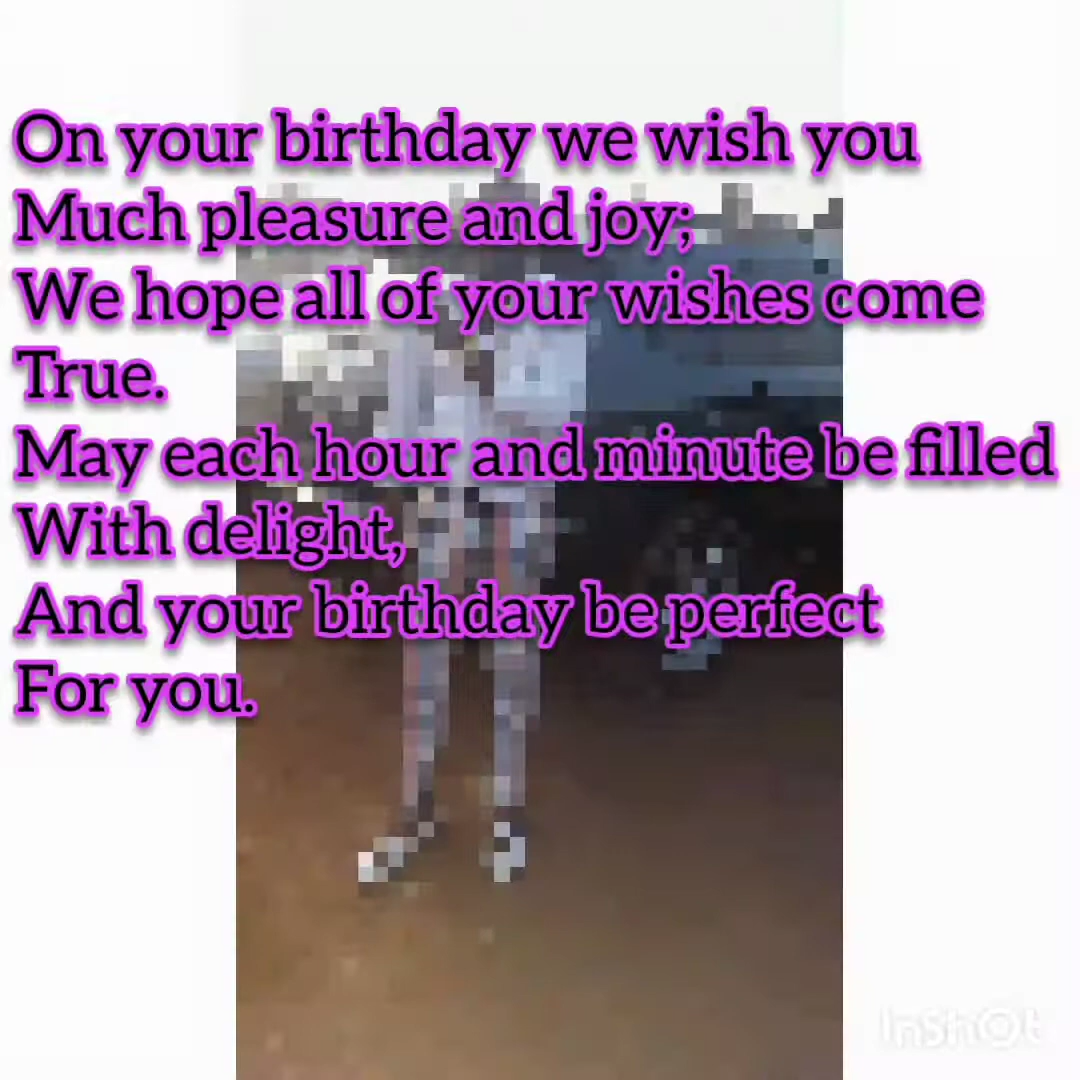 On your birthday we wish you
Much pleasure and joy;
We hope all of your wishes come
True.
May each hour and minute be filled
With delight,
And your birthday be perfect
For you.
InShOt